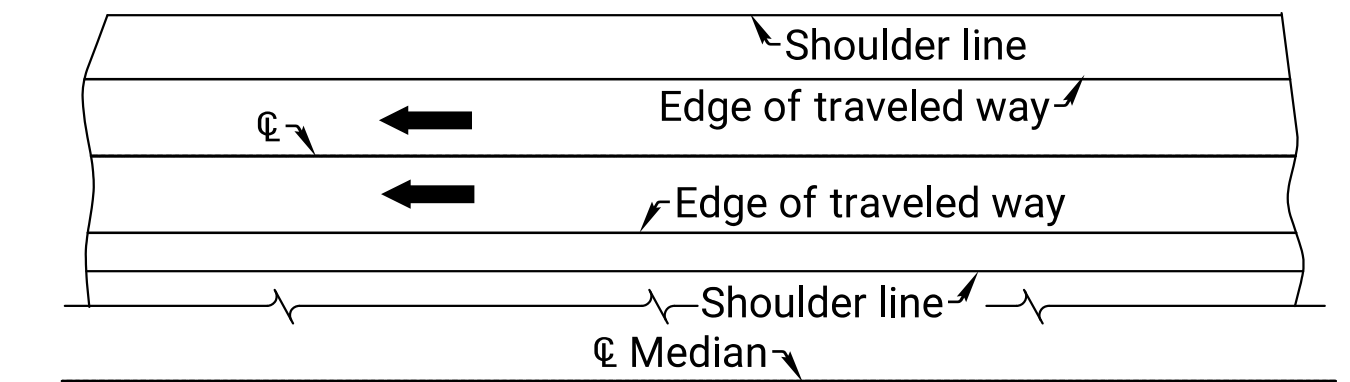 Shoulder line
Edge of traveled way
℄
Edge of traveled way
Shoulder line
℄ Median